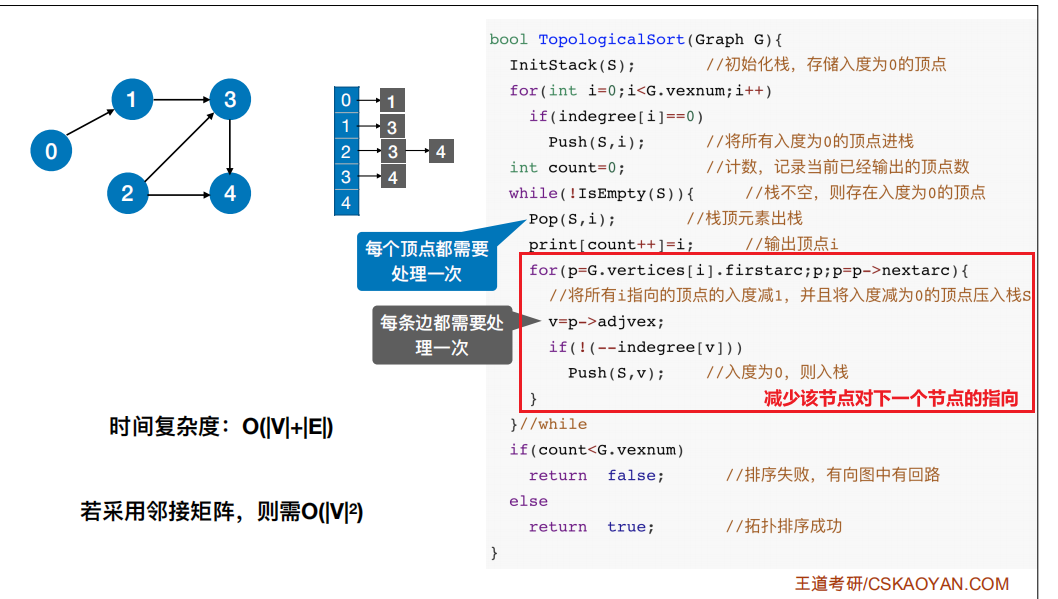 bool TopologicalSort(Graph G){
InitStack(S); //初始化栈，存储入度为0的顶点
for(int i=0;i<G.vexnum;i++)
if(indegree[i]==0)
Push(S,i); //将所有入度为0的顶点进栈
int count=0; //计数，记录当前已经输出的顶点数
while(!IsEmpty(S)){ //栈不空，则存在入度为0的顶点
Pop(S,i); //栈顶元素出栈
print[count++]=i; //输出顶点i
for(p=G.vertices[i].firstarc;p;p=p->nextarc){
//将所有i指向的顶点的入度减1，并且将入度减为0的顶点压入栈S
v=p->adjvex;
if(!(--indegree[v]))
Push(S,v); //入度为0，则入栈
}
减少该节点对下一个节点的指向
}//while
if(count<G.vexnum)
return false; //排序失败，有向图中有回路
else
return true; //拓扑排序成功
}
1 3
0
2 4
0 1
1 3
2 3 4
3 4
4
每个顶点都需要
处理一次
每条边都需要处
理一次
时间复杂度：O(|V|+|E|)
若采用邻接矩阵，则需O(|V|²)
王道考研/CSKAOYAN.COM